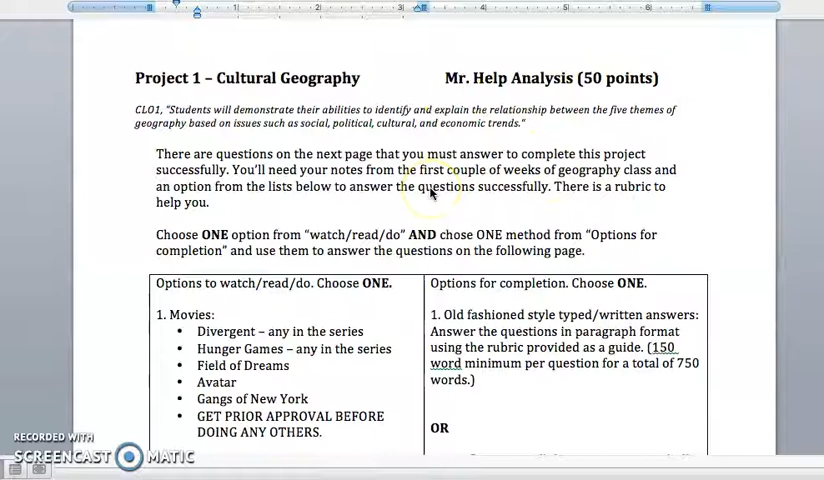 Project 1 – Cultural Geography Mr. Help Analysis (50 points)
CLO1, "Students will demonstrate their abilities to identify and explain the relationship between the five themes of
geography based on issues such as social, political, cultural, and economic trends."
There are questions on the next page that you must answer to complete this project
successfully. You'll need your notes from the first couple of weeks of geography class and
an option from the lists below to answer the questions successfully. There is a rubric to
help you.
Choose ONE option from "watch/read/do" AND chose ONE method from "Options for
completion" and use them to answer the questions on the following page.
Options to watch/read/do. Choose ONE.
1. Movies:
• Divergent – any in the series
• Hunger Games – any in the series
• Field of Dreams
• Avatar
• Gangs of New York
• GET PRIOR APPROVAL BEFORE
DOING ANY OTHERS.
Options for completion. Choose ONE.
1. Old fashioned style typed/written answers:
Answer the questions in paragraph format
using the rubric provided as a guide. (150
word minimum per question for a total of 750
words.)
OR
1
2
3
4
5
6
RECORDED WITH
SCREENCAST MATIC